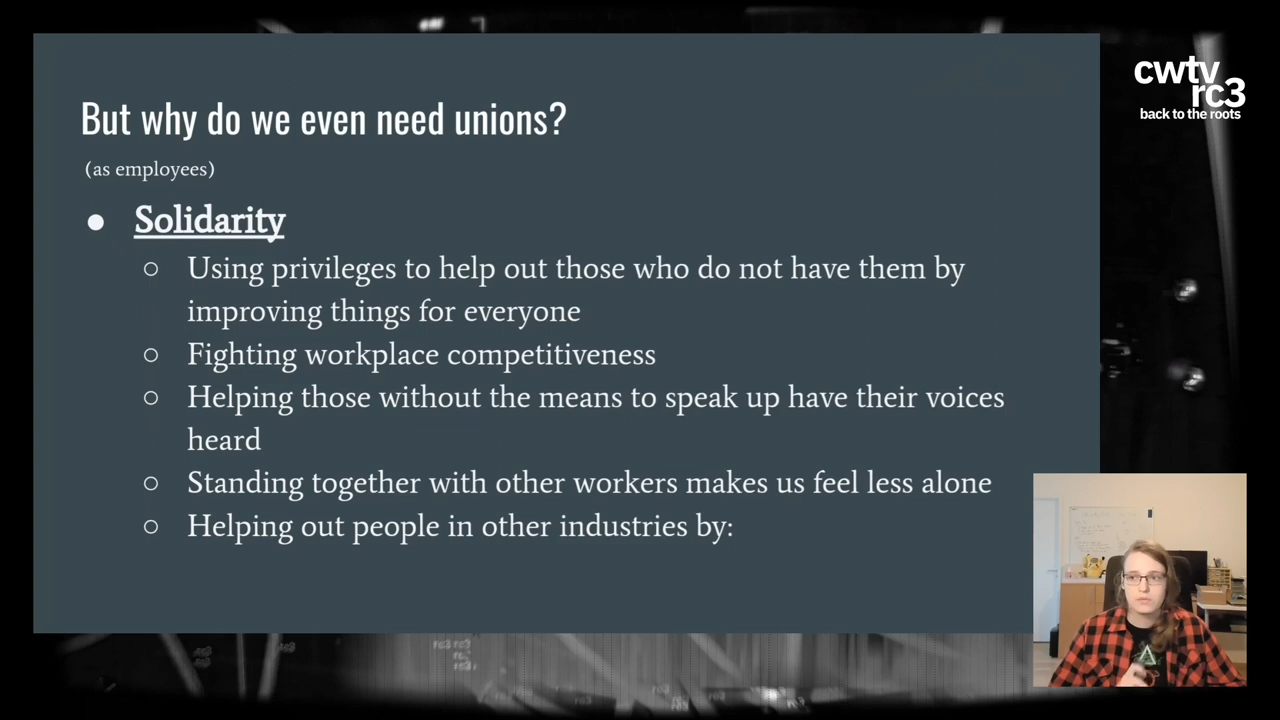 But why do we even need unions?
(as employees)
● Solidarity
○ Using privileges to help out those who do not have them by
improving things for everyone
○ Fighting workplace competitiveness
○ Helping those without the means to speak up have their voices
heard
○ Standing together with other workers makes us feel less alone
○ Helping out people in other industries by:
cwtv
rc3
back to the roots
rc3 rc3
rc3